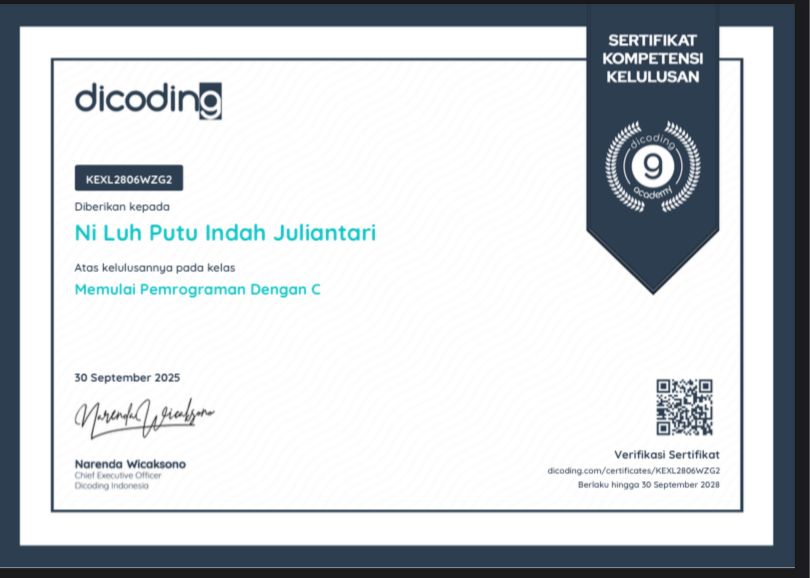 SERTIFIKAT
KOMPETENSI
KELULUSAN
dicoding
dicoding
9
academy
KEXL2806WZG2
Diberikan kepada
Ni Luh Putu Indah Juliantari
Atas kelulusannya pada kelas
Memulai Pemrograman Dengan C
30 September 2025
Narenda Wicaksono
Narenda Wicaksono
Chief Executive Officer
Dicoding Indonesia
Verifikasi Sertifikat
dicoding.com/certificates/KEXL2806WZG2
Berlaku hingga 30 September 2028